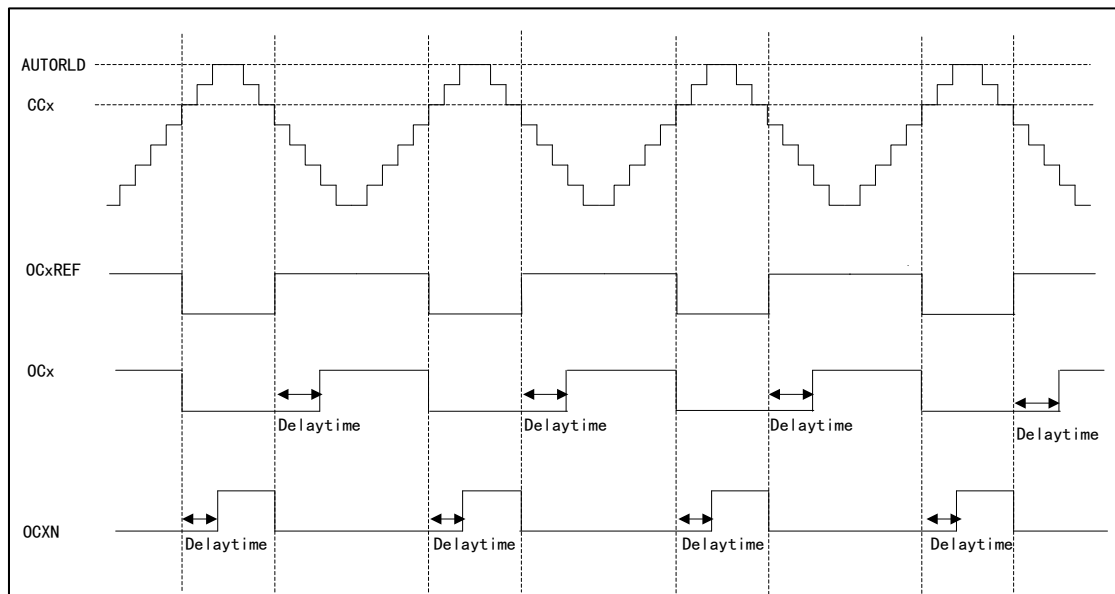 AUTORLD
CCx
OCxREF
OCx
Delaytime
Delaytime
Delaytime
Delaytime
OCXN
Delaytime
Delaytime
Delaytime
Delaytime